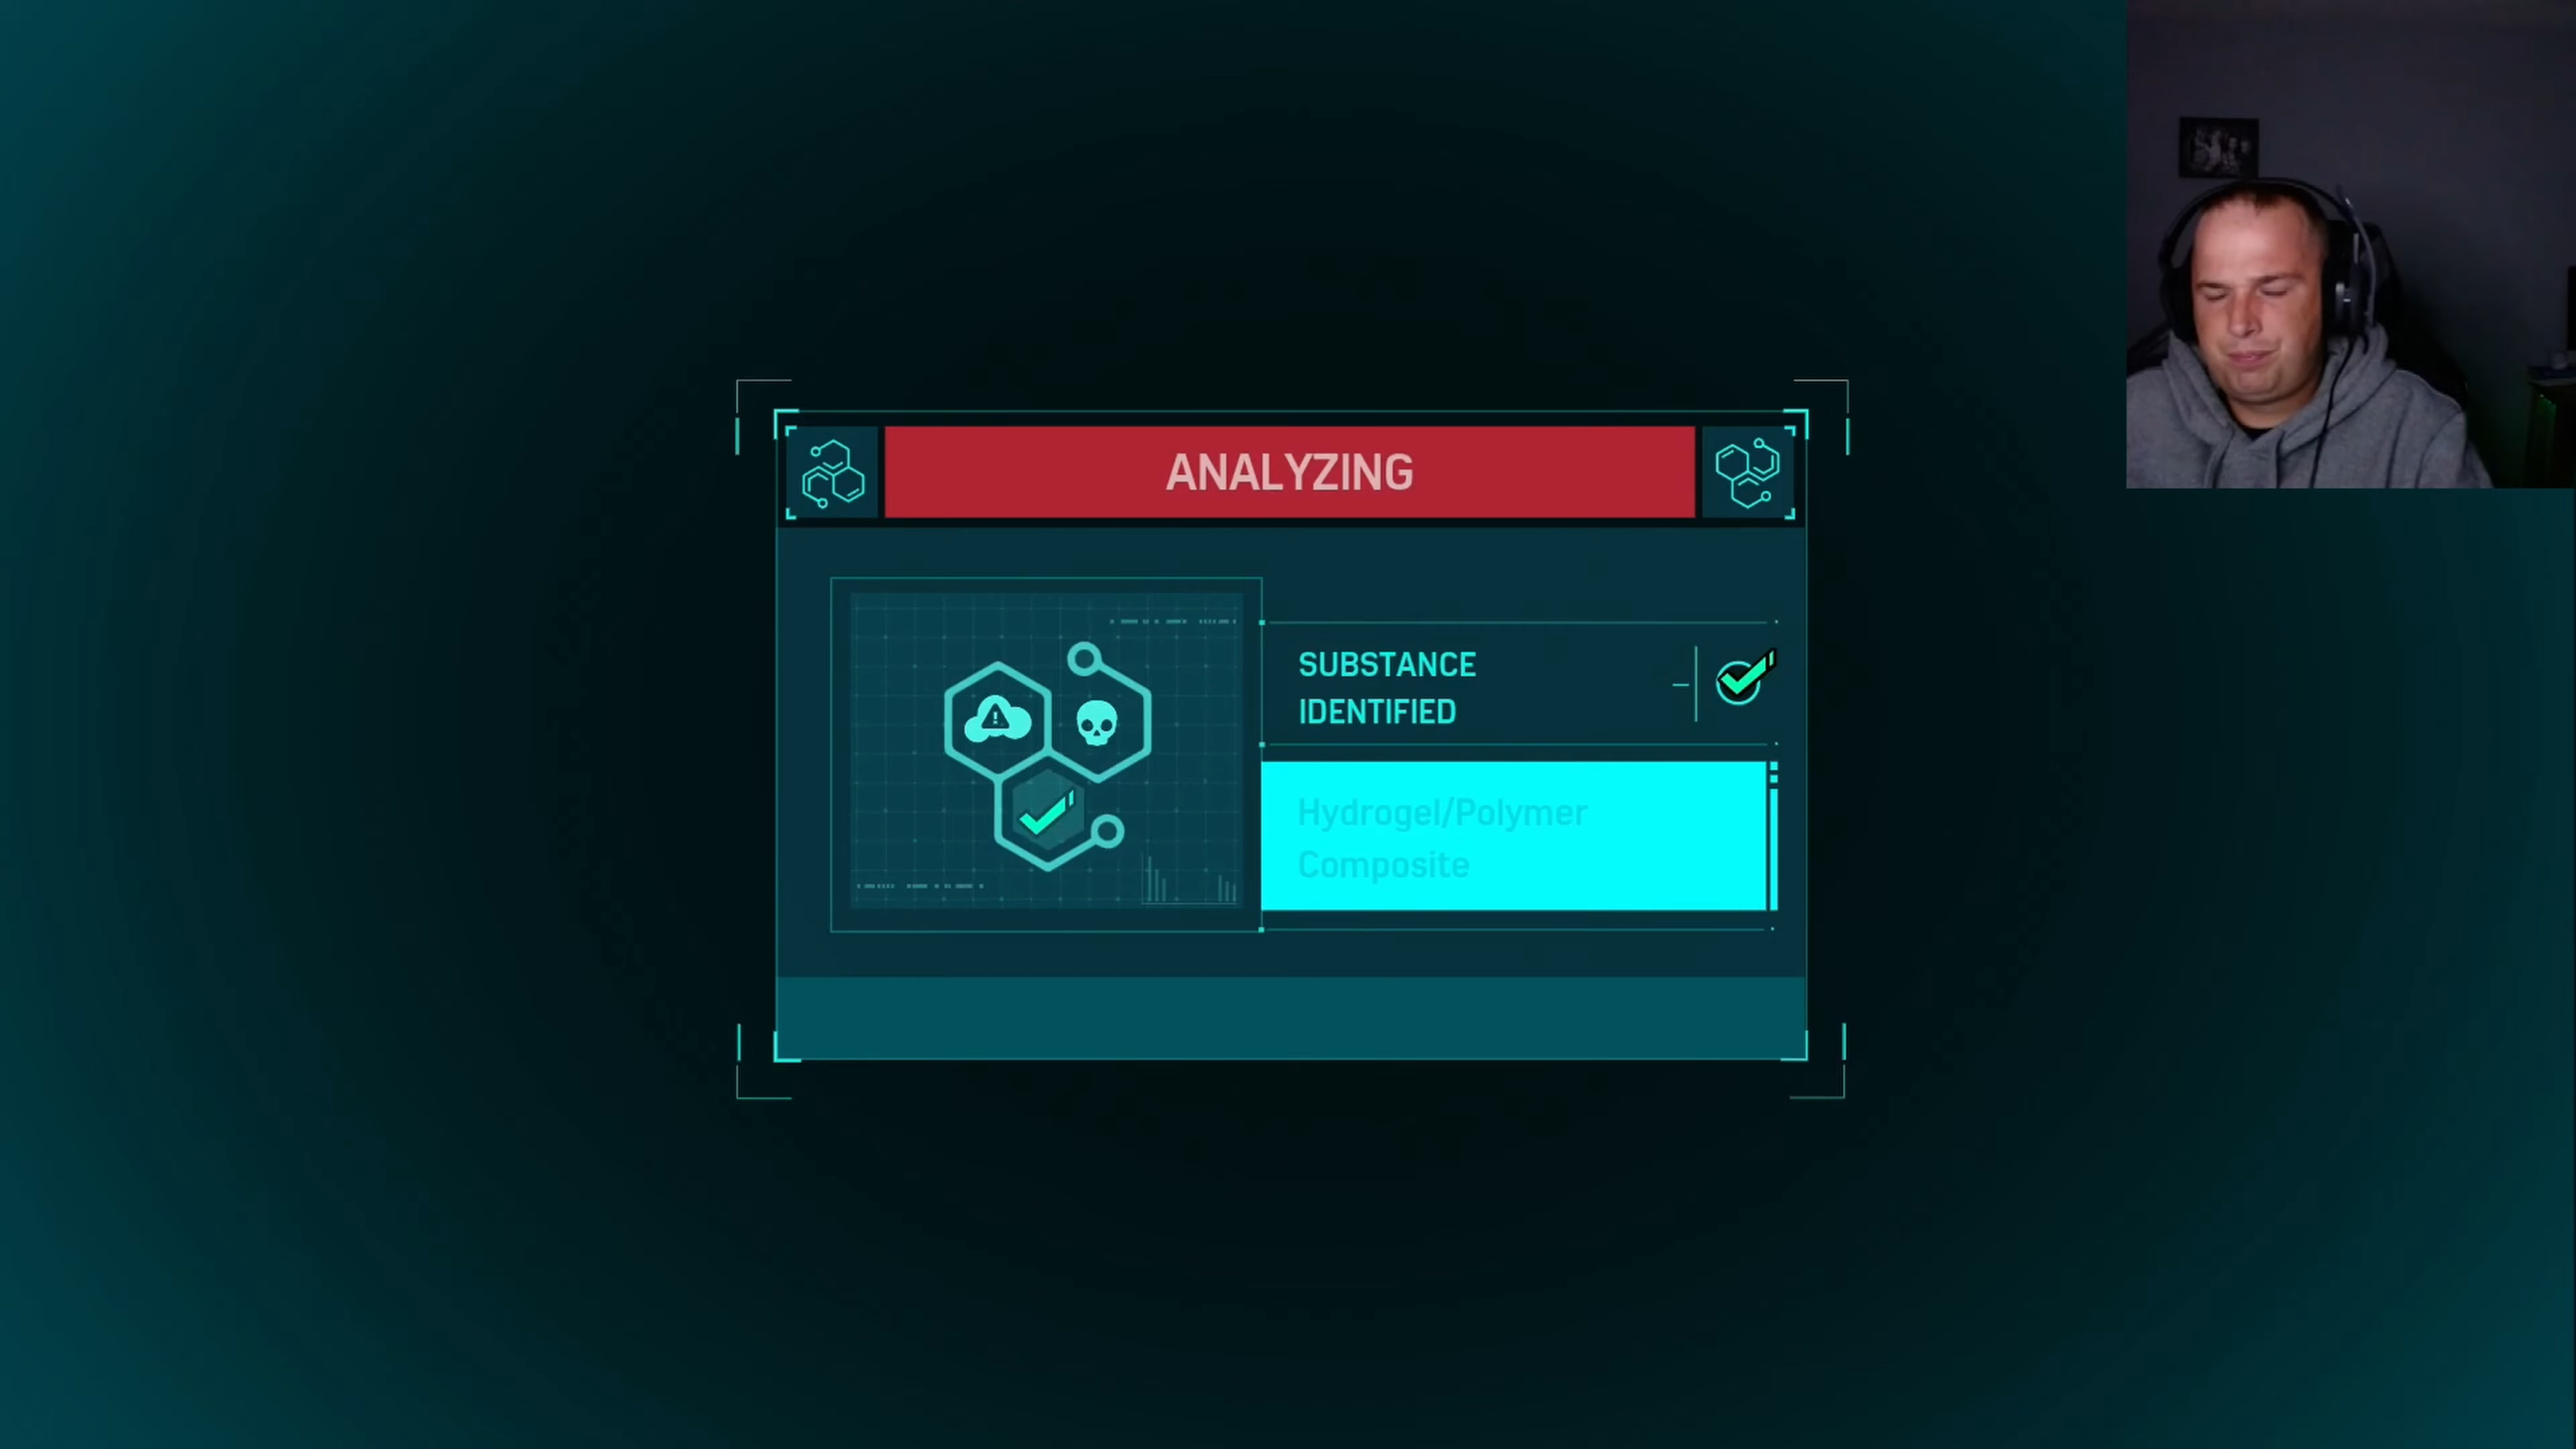 ANALYZING
SUBSTANCE
IDENTIFIED
Hydrogel/Polymer
Composite